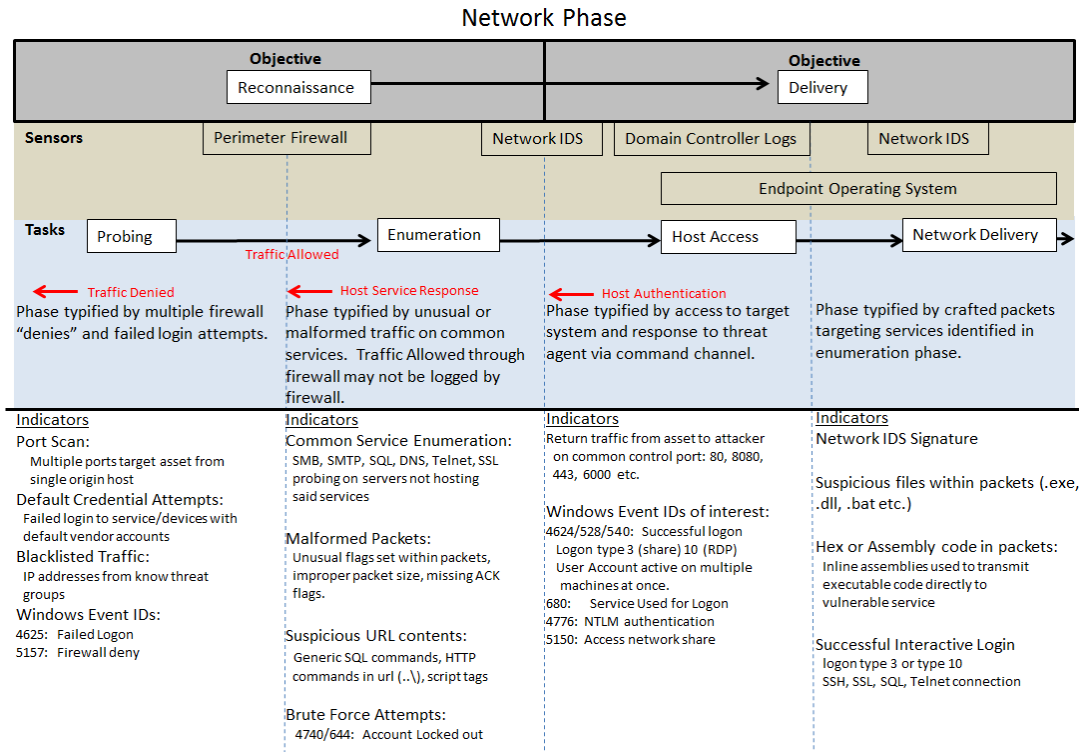 Network Phase
Objective
Reconnaissance
Objective
Delivery
Sensors
Perimeter Firewall
Network IDS
Domain Controller Logs
Network IDS
Endpoint Operating System
Tasks
Probing
Traffic Allowed
Enumeration
Host Access
Network Delivery
Traffic Denied
Phase typified by multiple firewall
“denies” and failed login attempts.
Host Service Response
Phase typified by unusual or
malformed traffic on common
services. Traffic Allowed through
firewall may not be logged by
firewall.
Host Authentication
Phase typified by access to target
system and response to threat
agent via command channel.
Phase typified by crafted packets
targeting services identified in
enumeration phase.
Indicators
Port Scan:
Multiple ports target asset from
single origin host
Default Credential Attempts:
Failed login to service/devices with
default vendor accounts
Blacklisted Traffic:
IP addresses from know threat
groups
Windows Event IDs:
4625: Failed Logon
5157: Firewall deny
Indicators
Common Service Enumeration:
SMB, SMTP, SQL, DNS, Telnet, SSL
probing on servers not hosting
said services
Malformed Packets:
Unusual flags set within packets,
improper packet size, missing ACK
flags.
Suspicious URL contents:
Generic SQL commands, HTTP
commands in url (..\), script tags
Brute Force Attempts:
4740/644: Account Locked out
Indicators
Return traffic from asset to attacker
on common control port: 80, 8080,
443, 6000 etc.
Windows Event IDs of interest:
4624/528/540: Successful logon
Logon type 3 (share) 10 (RDP)
User Account active on multiple
machines at once.
680: Service Used for Logon
4776: NTLM authentication
5150: Access network share
Indicators
Network IDS Signature
Suspicious files within packets (.exe,
.dll, .bat etc.)
Hex or Assembly code in packets:
Inline assemblies used to transmit
executable code directly to
vulnerable service
Successful Interactive Login
logon type 3 or type 10
SSH, SSL, SQL, Telnet connection